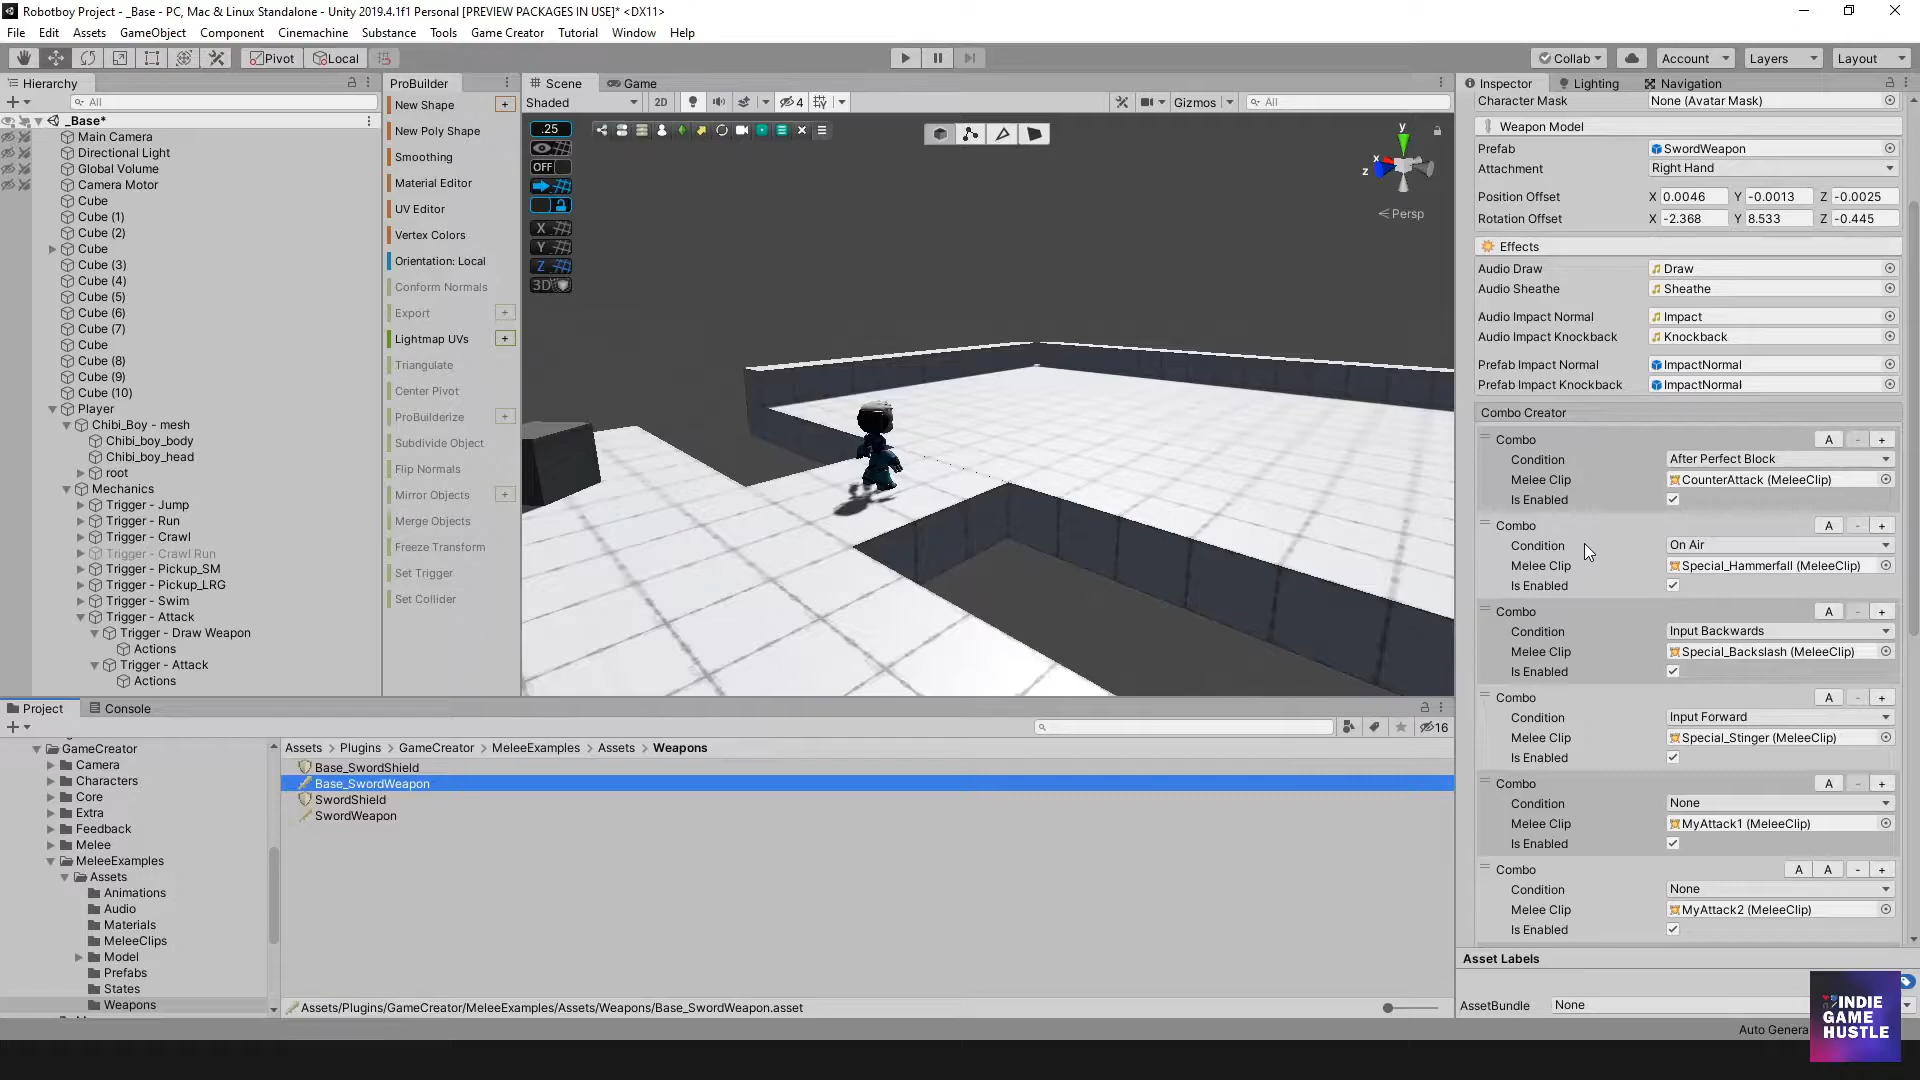 Robotboy Project - _Base - PC, Mac & Linux Standalone - Unity 2019.4.1f1 Personal [PREVIEW PACKAGES IN USE]* <DX11>
File Edit Assets GameObject Component Cinemachine Substance Tools Game Creator Tutorial Window Help
Pivot Local Collab Account Layers Layout
Hierarchy
All
_Base*
Main Camera
Directional Light
Global Volume
Camera Motor
Cube
Cube (1)
Cube (2)
Cube
Cube (3)
Cube (4)
Cube (5)
Cube (6)
Cube (7)
Cube
Cube (8)
Cube (9)
Cube (10)
Player
Chibi_Boy - mesh
Chibi_boy_body
Chibi_boy_head
root
Mechanics
Trigger - Jump
Trigger - Run
Trigger - Crawl
Trigger - Crawl Run
Trigger - Pickup_SM
Trigger - Pickup_LRG
Trigger - Swim
Trigger - Attack
Trigger - Draw Weapon
Actions
Trigger - Attack
Actions
ProBuilder
New Shape +
New Poly Shape
Smoothing
Material Editor
UV Editor
Vertex Colors
Orientation: Local
Conform Normals
Export +
Lightmap UVs +
Triangulate
Center Pivot
ProBuilderize +
Subdivide Object
Flip Normals
Mirror Objects +
Merge Objects
Freeze Transform
Set Trigger
Set Collider
Scene Game
Shaded 2D 4 Gizmos All
.25
OFF
X
Y
Z
3D
y
x
z
Persp
Inspector Lighting Navigation
Character Mask None (Avatar Mask)
Weapon Model
Prefab SwordWeapon
Attachment Right Hand
Position Offset X 0.0046 Y -0.0013 Z -0.0025
Rotation Offset X -2.368 Y 8.533 Z -0.445
Effects
Audio Draw Draw
Audio Sheathe Sheathe
Audio Impact Normal Impact
Audio Impact Knockback Knockback
Prefab Impact Normal ImpactNormal
Prefab Impact Knockback ImpactNormal
Combo Creator
Combo A - +
Condition After Perfect Block
Melee Clip CounterAttack (MeleeClip)
Is Enabled
Combo A - +
Condition On Air
Melee Clip Special_Hammerfall (MeleeClip)
Is Enabled
Combo A - +
Condition Input Backwards
Melee Clip Special_Backslash (MeleeClip)
Is Enabled
Combo A - +
Condition Input Forward
Melee Clip Special_Stinger (MeleeClip)
Is Enabled
Combo A - +
Condition None
Melee Clip MyAttack1 (MeleeClip)
Is Enabled
Combo A A - +
Condition None
Melee Clip MyAttack2 (MeleeClip)
Is Enabled
Asset Labels
AssetBundle None
Auto Genera
INDIE
GAME
HUSTLE
Project Console
16
GameCreator
Camera
Characters
Core
Extra
Feedback
Melee
MeleeExamples
Assets
Animations
Audio
Materials
MeleeClips
Model
Prefabs
States
Weapons
Assets > Plugins > GameCreator > MeleeExamples > Assets > Weapons
Base_SwordShield
Base_SwordWeapon
SwordShield
SwordWeapon
Assets/Plugins/GameCreator/MeleeExamples/Assets/Weapons/Base_SwordWeapon.asset